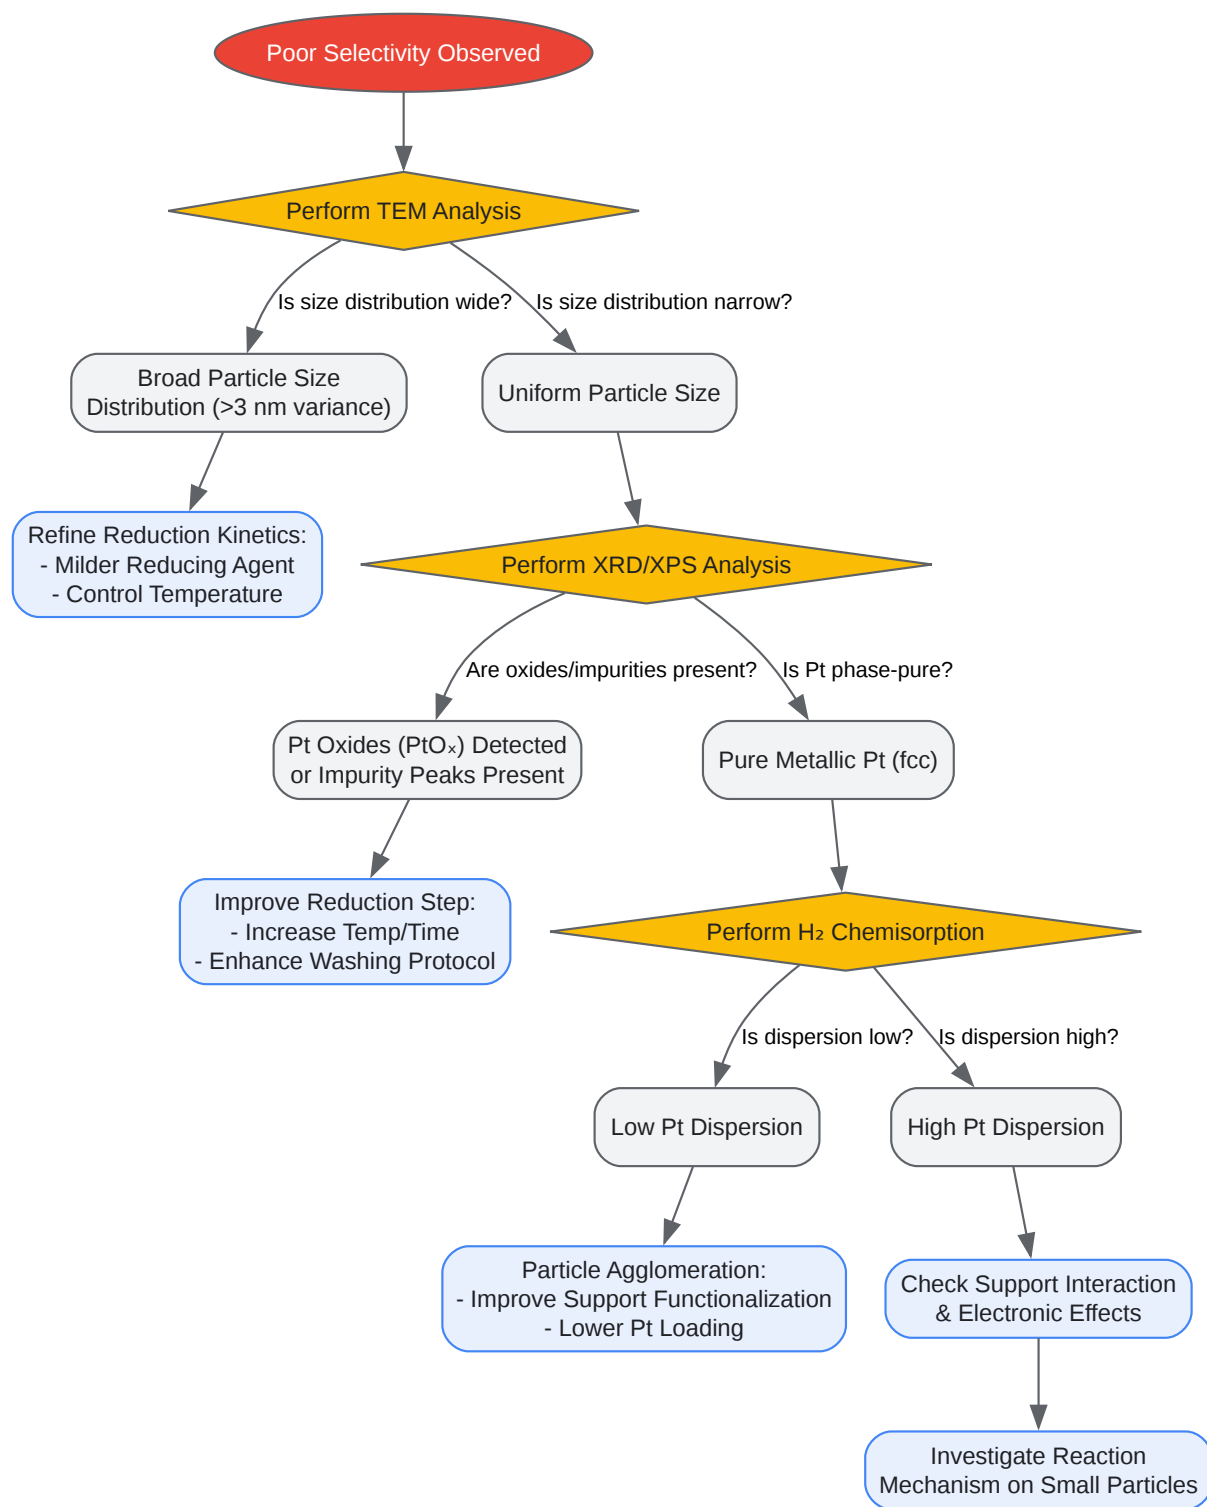 Poor Selectivity Observed
Perform TEM Analysis
Is size distribution wide?
Is size distribution narrow?
Broad Particle Size
Distribution (>3 nm variance)
Uniform Particle Size
Refine Reduction Kinetics:
- Milder Reducing Agent
- Control Temperature
Perform XRD/XPS Analysis
Are oxides/impurities present?
Is Pt phase-pure?
Pt Oxides (PtOₓ) Detected
or Impurity Peaks Present
Pure Metallic Pt (fcc)
Improve Reduction Step:
- Increase Temp/Time
- Enhance Washing Protocol
Perform H₂ Chemisorption
Is dispersion low?
Is dispersion high?
Low Pt Dispersion
High Pt Dispersion
Particle Agglomeration:
- Improve Support Functionalization
- Lower Pt Loading
Check Support Interaction
& Electronic Effects
Investigate Reaction
Mechanism on Small Particles